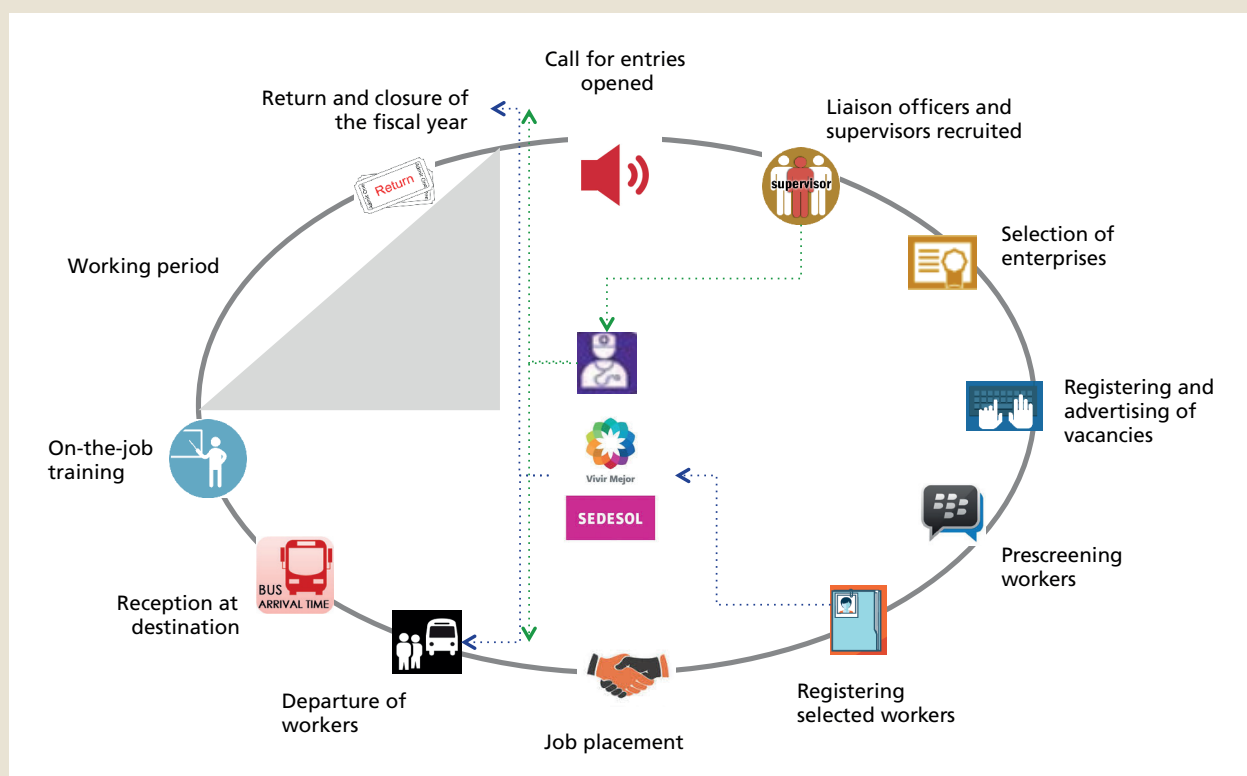 Call for entries
opened
Liaison officers and
supervisors recruited
supervisor
Selection of
enterprises
Registering and
advertising of
vacancies
Prescreening
workers
Registering
selected workers
Job placement
Departure of
workers
BUS
ARRIVAL TIME
Reception at
destination
On-the-job
training
Working period
Return and closure of
the fiscal year
Return
Vivir Mejor
SEDESOL